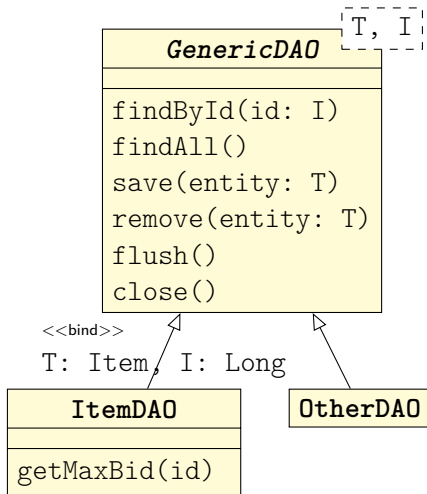 T, I
GenericDAO
findById(id: I)
findAll()
save(entity: T)
remove(entity: T)
flush()
close()
<<bind>>
T: Item, I: Long
ItemDAO
OtherDAO
getMaxBid(id)